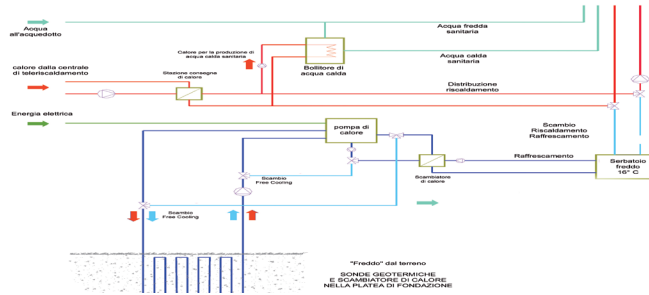 Acqua
all'acquedotto
Acqua fredda
sanitaria
Calore per la produzione di
acqua calda sanitaria
Acqua calda
sanitaria
Bollitore di
acqua calda
calore dalla centrale
di teleriscaldamento
Stazione consegna
di calore
Distribuzione
riscaldamento
Energia elettrica
pompa di
calore
Scambio
Riscaldamento
Raffrescamento
Raffrescamento
Serbatoio
freddo
16° C
Scambio
Free Cooling
Scambiatore
di calore
Scambio
Free Cooling
"Freddo" dal terreno
SONDE GEOTERMICHE
E SCAMBIATORE DI CALORE
NELLA PLATEA DI FONDAZIONE